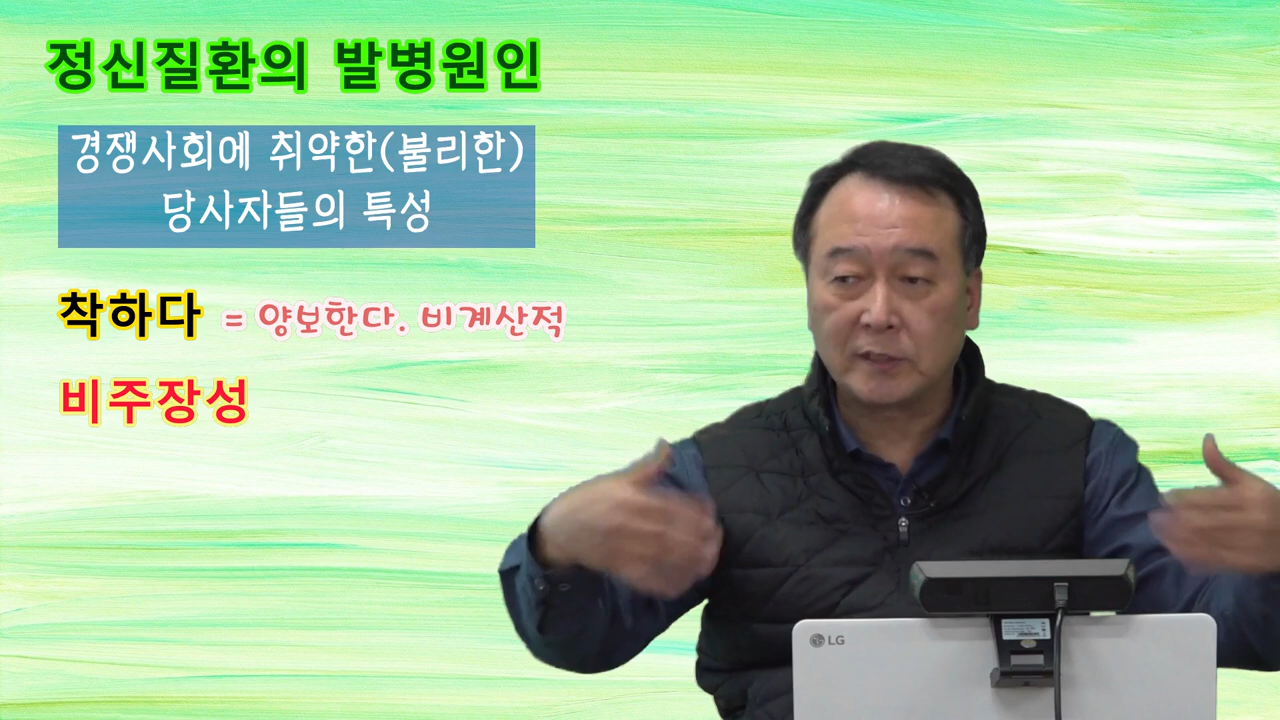 정신질환의 발병원인
경쟁사회에 취약한(불리한)
당사자들의 특성
착하다 = 양보한다. 비계산적
비주장성
LG